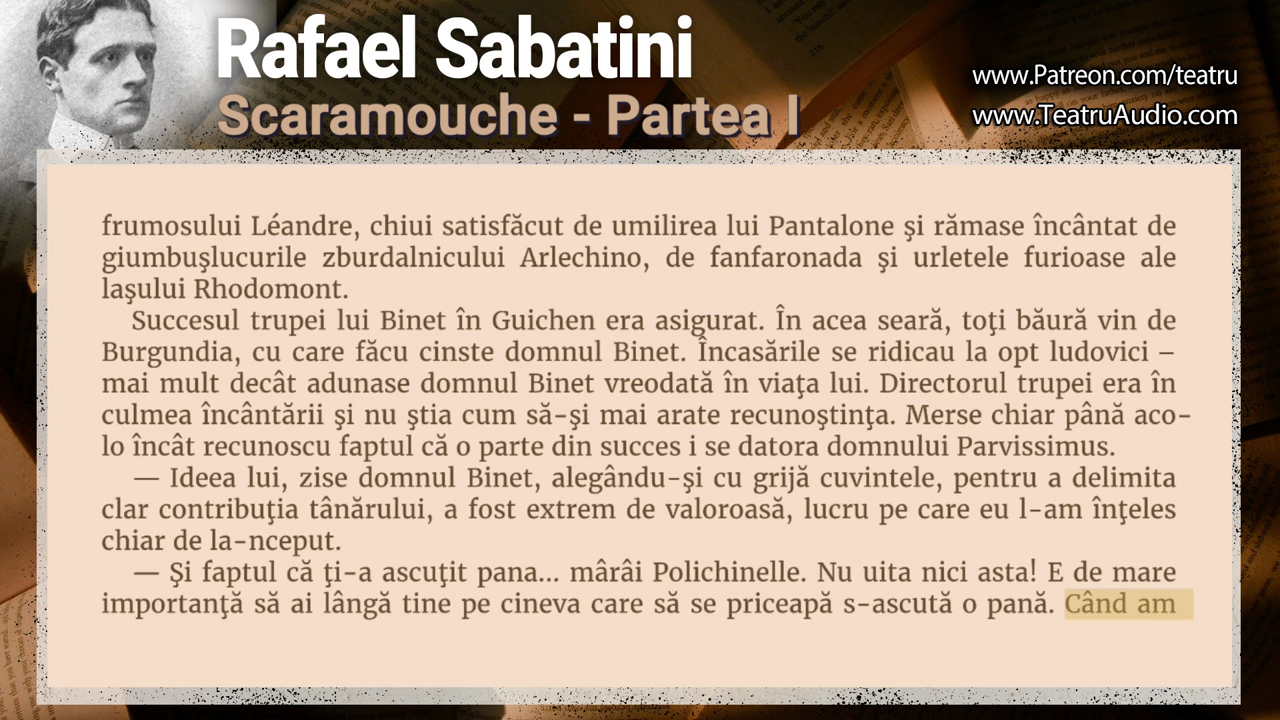 Rafael Sabatini
Scaramouche - Partea I
www.Patreon.com/teatru
www.TeatruAudio.com
frumosului Léandre, chiui satisfăcut de umilirea lui Pantalone şi rămase încântat de
giumbuşlucurile zburdalnicului Arlechino, de fanfaronada şi urletele furioase ale
laşului Rhodomont.
Succesul trupei lui Binet în Guichen era asigurat. În acea seară, toţi băură vin de
Burgundia, cu care făcu cinste domnul Binet. Încasările se ridicau la opt ludovici –
mai mult decât adunase domnul Binet vreodată în viaţa lui. Directorul trupei era în
culmea încântării şi nu ştia cum să-şi mai arate recunoştinţa. Merse chiar până aco-
lo încât recunoscu faptul că o parte din succes i se datora domnului Parvissimus.
— Ideea lui, zise domnul Binet, alegându-şi cu grijă cuvintele, pentru a delimita
clar contribuţia tânărului, a fost extrem de valoroasă, lucru pe care eu l-am înţeles
chiar de la-nceput.
— Şi faptul că ţi-a ascuţit pana... mârâi Polichinelle. Nu uita nici asta! E de mare
importanţă să ai lângă tine pe cineva care să se priceapă s-ascută o pană. Când am